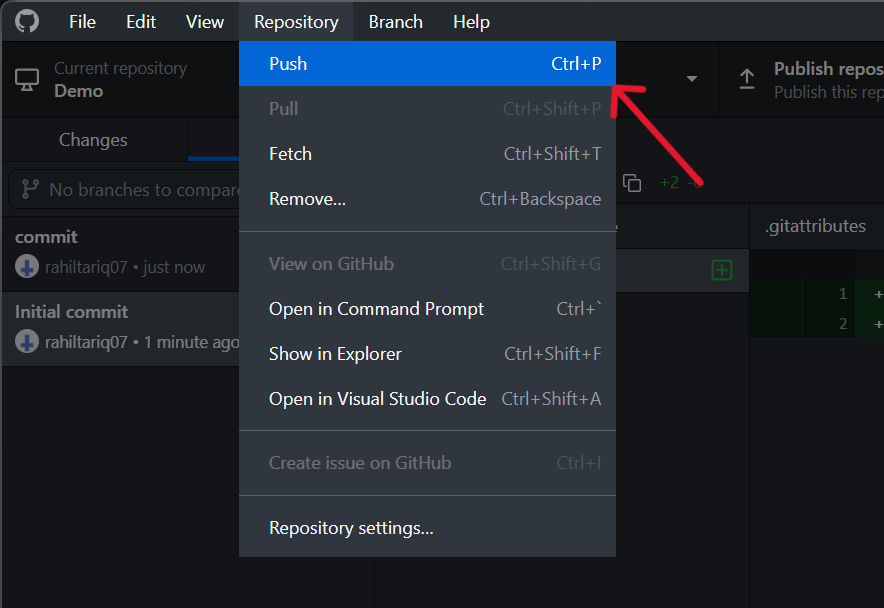 File Edit View Repository Branch Help
Current repository
Demo
Publish repos
Publish this rep
Push Ctrl+P
Pull Ctrl+Shift+P
Fetch Ctrl+Shift+T
Remove... Ctrl+Backspace
View on GitHub Ctrl+Shift+G
Open in Command Prompt Ctrl+`
Show in Explorer Ctrl+Shift+F
Open in Visual Studio Code Ctrl+Shift+A
Create issue on GitHub Ctrl+I
Repository settings...
Changes
No branches to compare
commit
rahiltariq07 • just now
Initial commit
rahiltariq07 • 1 minute ago
+2
.gitattributes
1 +
2 +